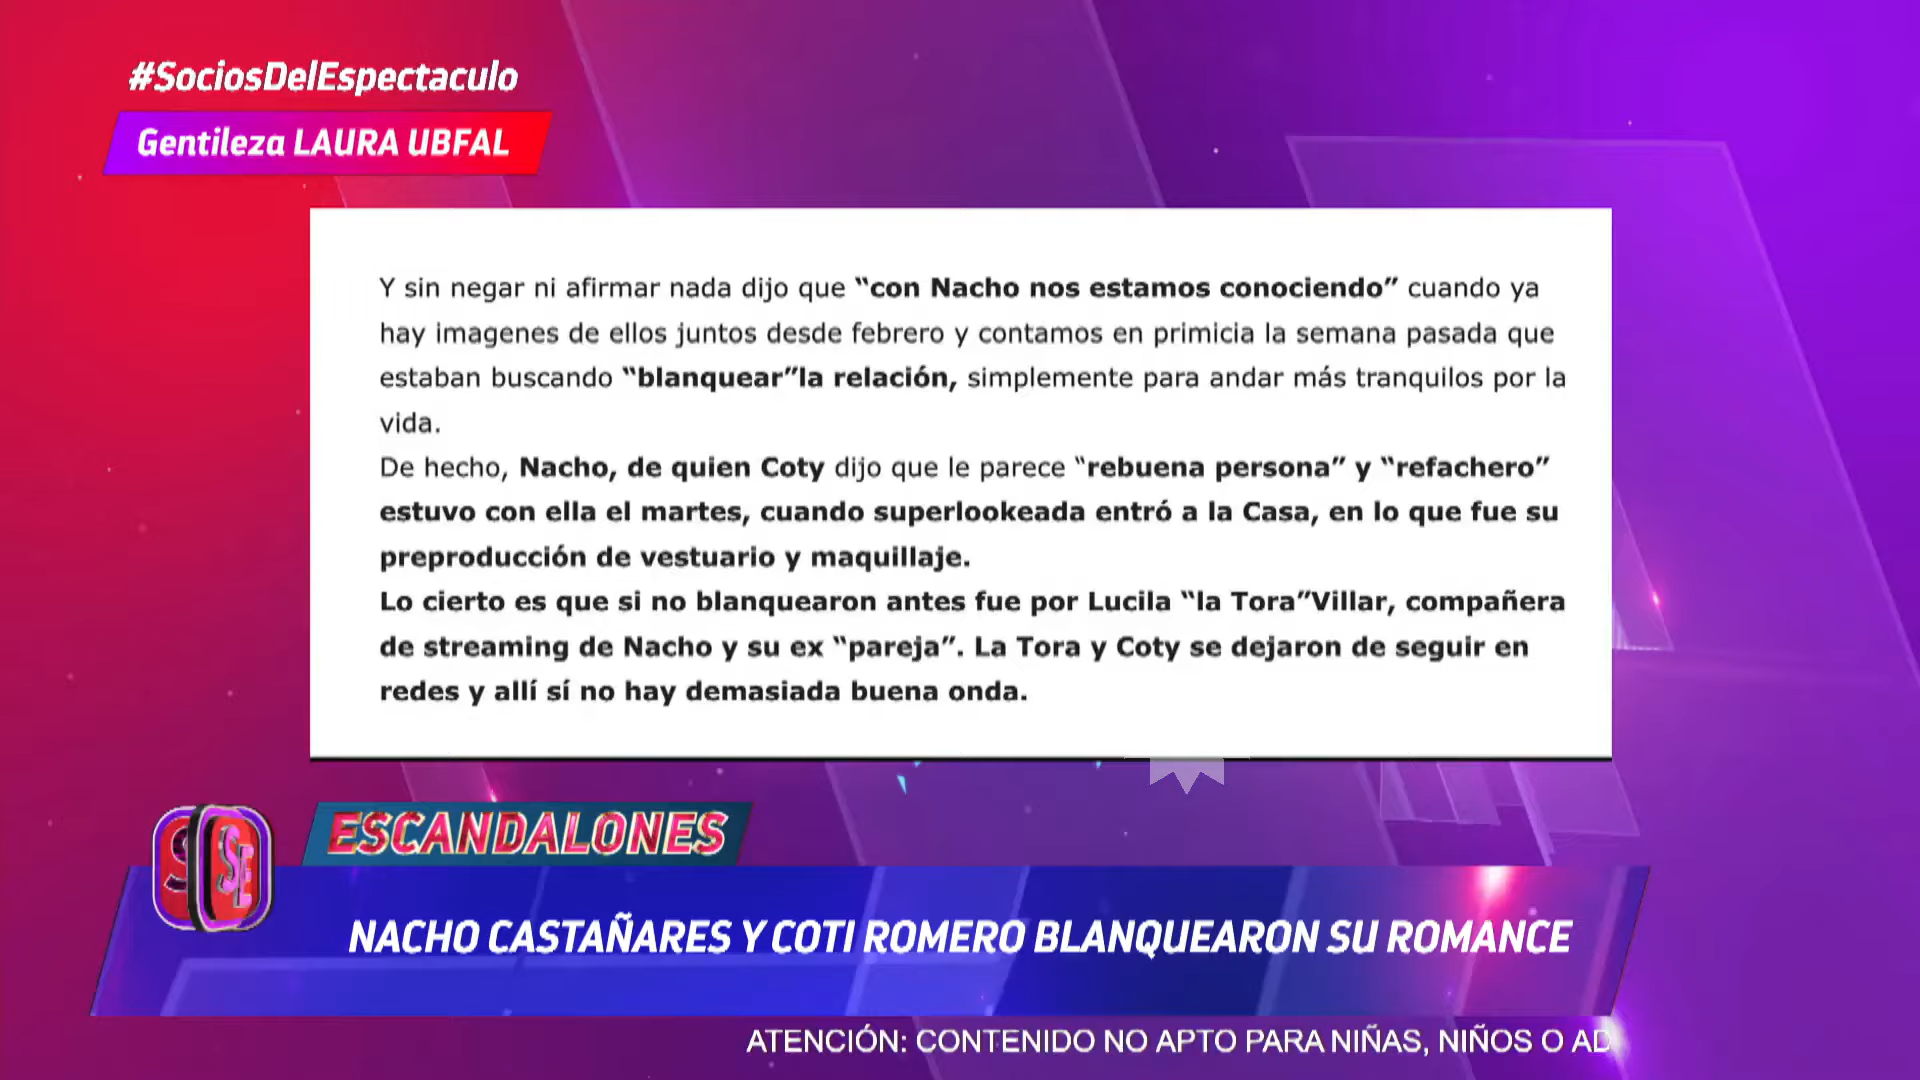 #SociosDelEspectaculo
Gentileza LAURA UBFAL
Y sin negar ni afirmar nada dijo que “con Nacho nos estamos conociendo” cuando ya
hay imagenes de ellos juntos desde febrero y contamos en primicia la semana pasada que
estaban buscando “blanquear”la relación, simplemente para andar más tranquilos por la
vida.
De hecho, Nacho, de quien Coty dijo que le parece “rebuena persona” y “refachero”
estuvo con ella el martes, cuando superlookeada entró a la Casa, en lo que fue su
preproducción de vestuario y maquillaje.
Lo cierto es que si no blanquearon antes fue por Lucila “la Tora”Villar, compañera
de streaming de Nacho y su ex “pareja”. La Tora y Coty se dejaron de seguir en
redes y allí sí no hay demasiada buena onda.
SE
ESCANDALONES
NACHO CASTAÑARES Y COTI ROMERO BLANQUEARON SU ROMANCE
ATENCIÓN: CONTENIDO NO APTO PARA NIÑAS, NIÑOS O AD